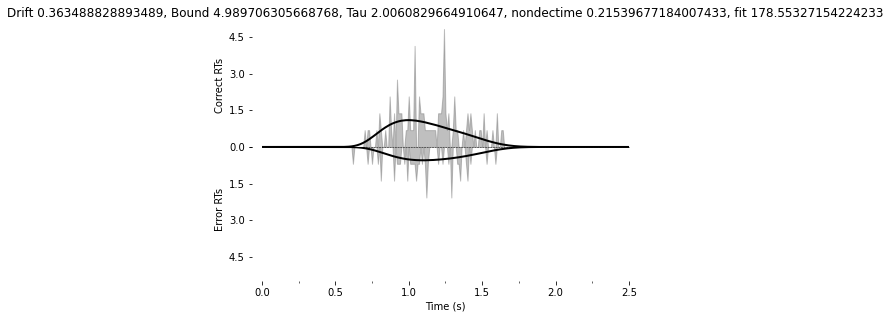 Drift 0.363488828893489, Bound 4.989706305668768, Tau 2.0060829664910647, nondectime 0.21539677184007433, fit 178.55327154224233
4.5
3.0
1.5
0.0
1.5
3.0
4.5
Correct RTs
Error RTs
0.0 0.5 1.0 1.5 2.0 2.5
Time (s)